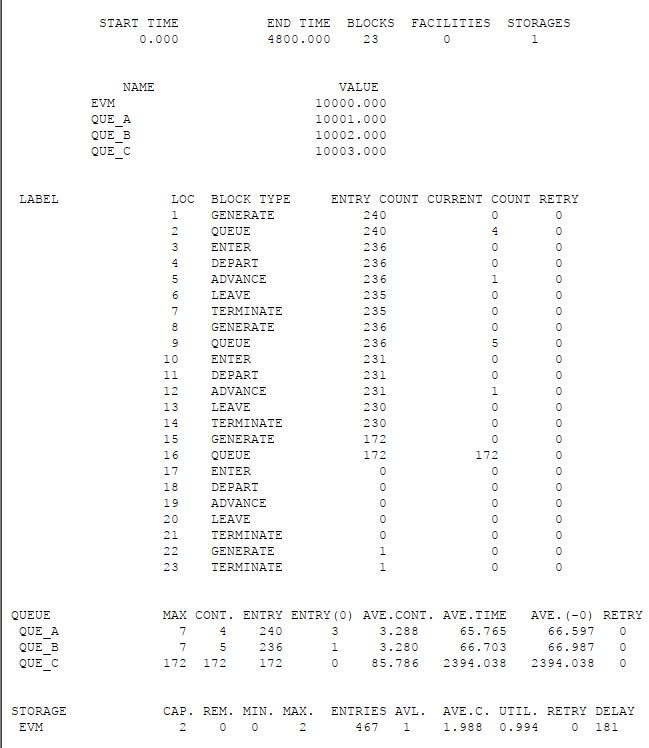 START TIME END TIME BLOCKS FACILITIES STORAGES
0.000 4800.000 23 0 1
NAME VALUE
EVM 10000.000
QUE_A 10001.000
QUE_B 10002.000
QUE_C 10003.000
LABEL LOC BLOCK TYPE ENTRY COUNT CURRENT COUNT RETRY
1 GENERATE 240 0 0
2 QUEUE 240 4 0
3 ENTER 236 0 0
4 DEPART 236 0 0
5 ADVANCE 236 1 0
6 LEAVE 235 0 0
7 TERMINATE 235 0 0
8 GENERATE 236 0 0
9 QUEUE 236 5 0
10 ENTER 231 0 0
11 DEPART 231 0 0
12 ADVANCE 231 1 0
13 LEAVE 230 0 0
14 TERMINATE 230 0 0
15 GENERATE 172 0 0
16 QUEUE 172 172 0
17 ENTER 0 0 0
18 DEPART 0 0 0
19 ADVANCE 0 0 0
20 LEAVE 0 0 0
21 TERMINATE 0 0 0
22 GENERATE 1 0 0
23 TERMINATE 1 0 0
QUEUE MAX CONT. ENTRY ENTRY(0) AVE.CONT. AVE.TIME AVE.(-0) RETRY
QUE_A 7 4 240 3 3.288 65.765 66.597 0
QUE_B 7 5 236 1 3.280 66.703 66.987 0
QUE_C 172 172 172 0 85.786 2394.038 2394.038 0
STORAGE CAP. REM. MIN. MAX. ENTRIES AVL. AVE.C. UTIL. RETRY DELAY
EVM 2 0 0 2 467 1 1.988 0.994 0 181